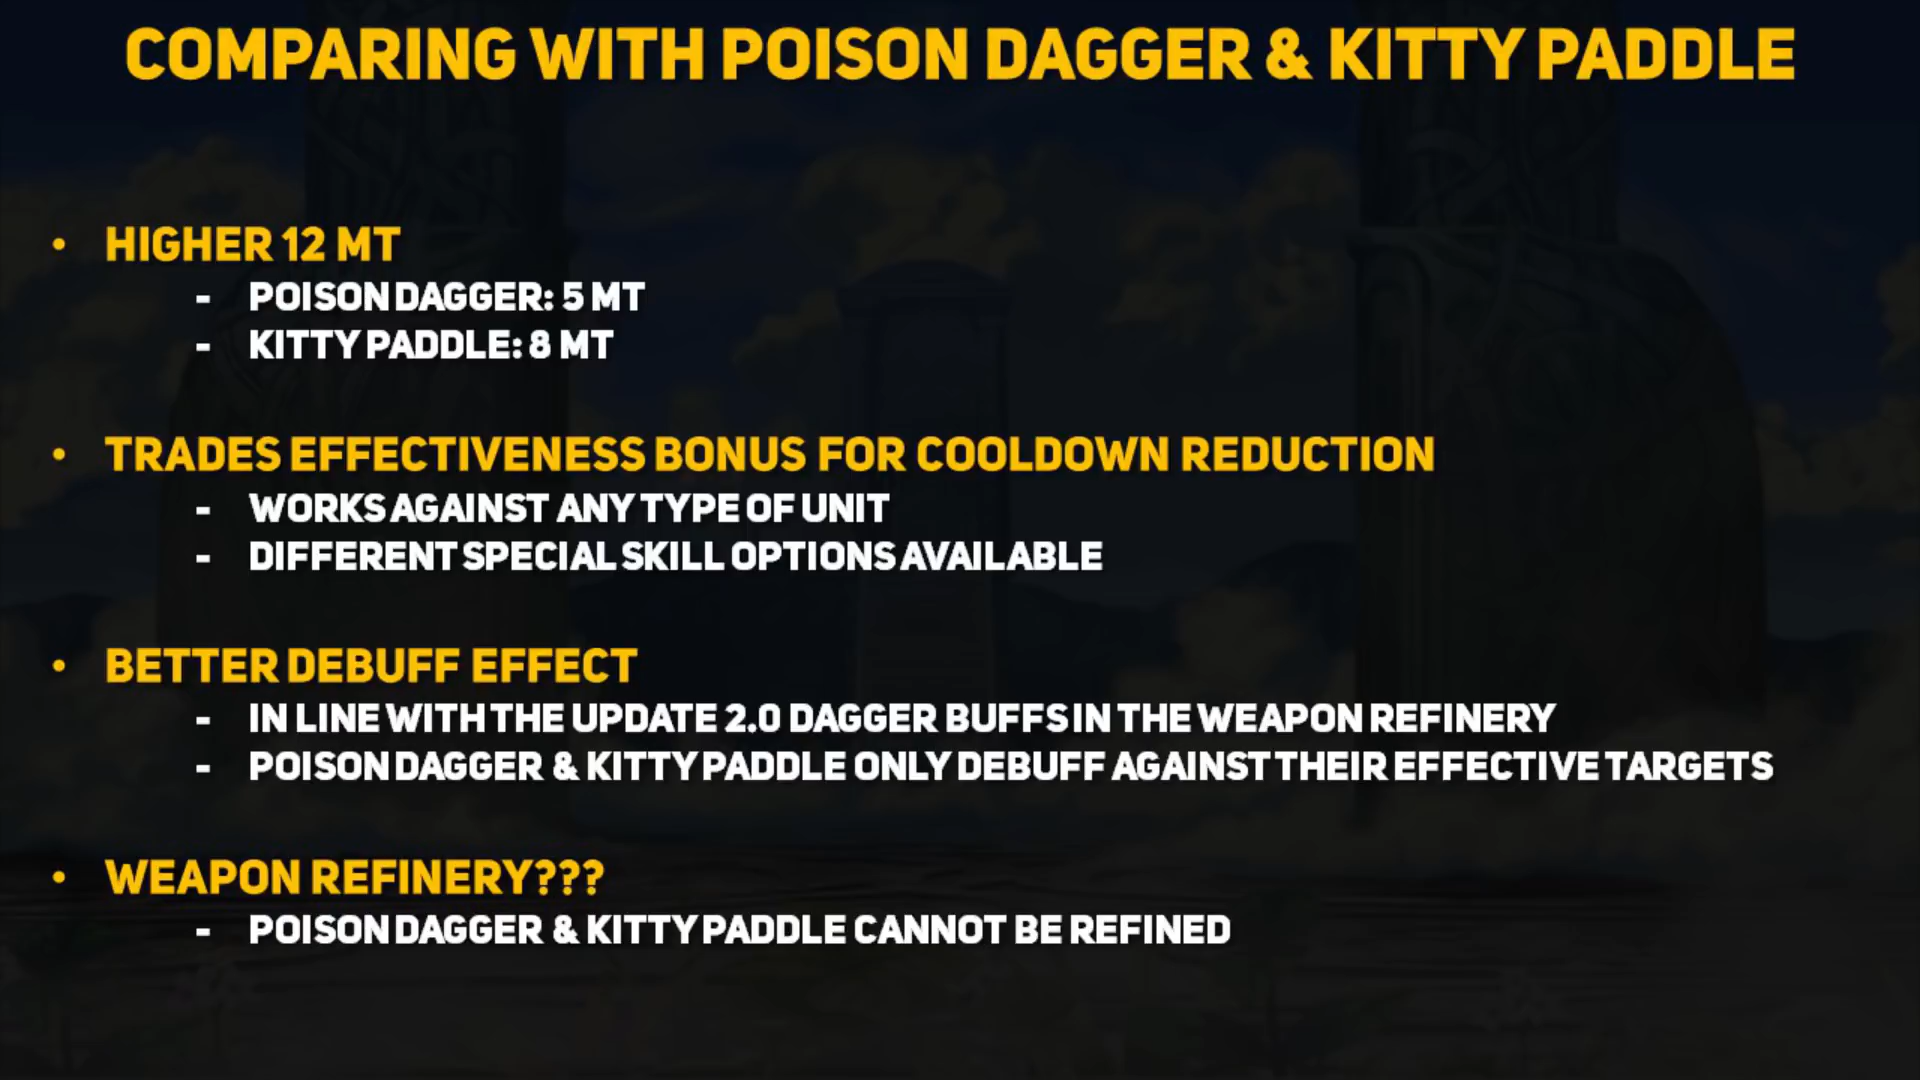 COMPARING WITH POISON DAGGER & KITTY PADDLE
• HIGHER 12 MT
- POISON DAGGER: 5 MT
- KITTY PADDLE: 8 MT
• TRADES EFFECTIVENESS BONUS FOR COOLDOWN REDUCTION
- WORKS AGAINST ANY TYPE OF UNIT
- DIFFERENT SPECIAL SKILL OPTIONS AVAILABLE
• BETTER DEBUFF EFFECT
- IN LINE WITH THE UPDATE 2.0 DAGGER BUFFS IN THE WEAPON REFINERY
- POISON DAGGER & KITTY PADDLE ONLY DEBUFF AGAINST THEIR EFFECTIVE TARGETS
• WEAPON REFINERY???
- POISON DAGGER & KITTY PADDLE CANNOT BE REFINED